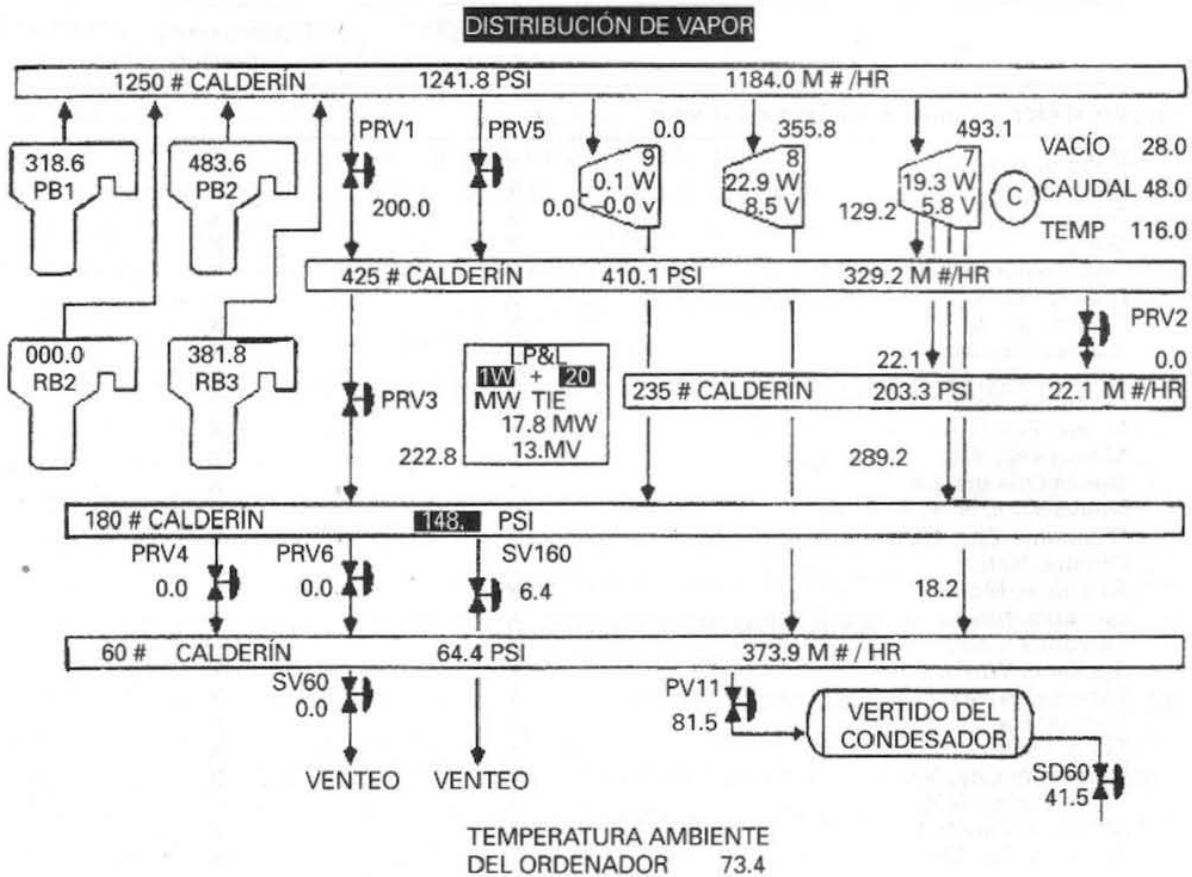 DISTRIBUCIÓN DE VAPOR
1250 # CALDERÍN 1241.8 PSI 1184.0 M # /HR
318.6
PB1
483.6
PB2
PRV1
200.0
PRV5
0.0
9
0.1 W
–0.0 v
0.0
355.8
8
22.9 W
8.5 V
493.1
7
19.3 W
5.8 V
129.2
C
VACÍO 28.0
CAUDAL 48.0
TEMP 116.0
425 # CALDERÍN 410.1 PSI 329.2 M #/HR
000.0
RB2
381.8
RB3
PRV3
222.8
LP&L
1W + 20
MW TIE
17.8 MW
13.MV
PRV2
22.1
0.0
235 # CALDERÍN 203.3 PSI 22.1 M #/HR
289.2
180 # CALDERÍN 148. PSI
PRV4
0.0
PRV6
0.0
SV160
6.4
18.2
60 # CALDERÍN 64.4 PSI 373.9 M # / HR
SV60
0.0
PV11
81.5
VERTIDO DEL
CONDESADOR
SD60
41.5
VENTEO VENTEO
TEMPERATURA AMBIENTE
DEL ORDENADOR 73.4